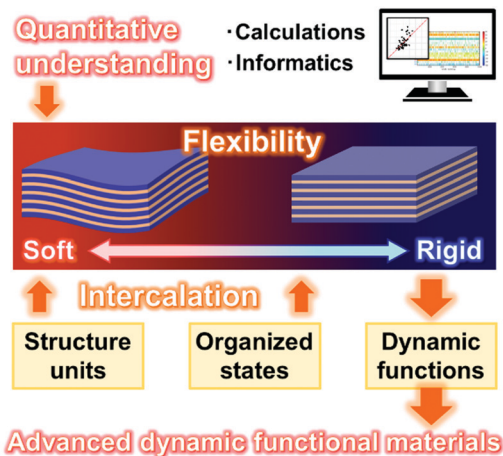 Quantitative
understanding
·Calculations
·Informatics
Flexibility
Soft
Rigid
Intercalation
Structure
units
Organized
states
Dynamic
functions
Advanced dynamic functional materials